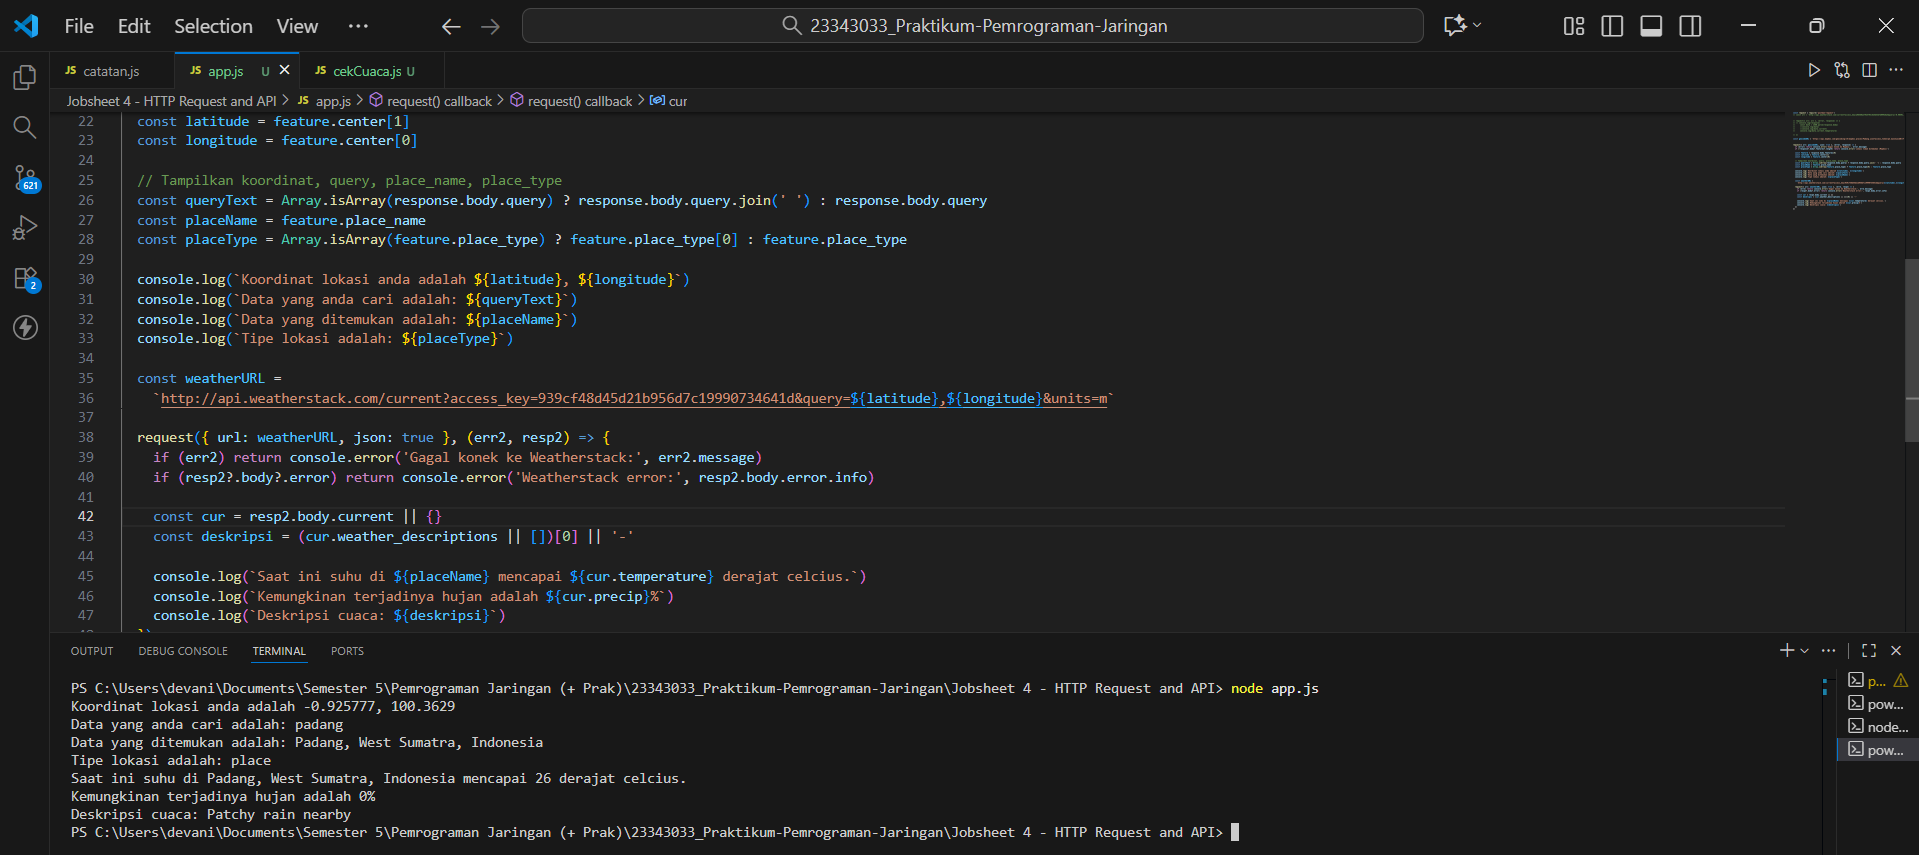 File Edit Selection View ···
23343033_Praktikum-Pemrograman-Jaringan
JS catatan.js
JS app.js U ×
JS cekCuaca.js U
Jobsheet 4 - HTTP Request and API > JS app.js > request() callback > request() callback > cur
22 const latitude = feature.center[1]
23 const longitude = feature.center[0]
24
25 // Tampilkan koordinat, query, place_name, place_type
26 const queryText = Array.isArray(response.body.query) ? response.body.query.join(' ') : response.body.query
27 const placeName = feature.place_name
28 const placeType = Array.isArray(feature.place_type) ? feature.place_type[0] : feature.place_type
29
30 console.log(`Koordinat lokasi anda adalah ${latitude}, ${longitude}`)
31 console.log(`Data yang anda cari adalah: ${queryText}`)
32 console.log(`Data yang ditemukan adalah: ${placeName}`)
33 console.log(`Tipe lokasi adalah: ${placeType}`)
34
35 const weatherURL =
36 `http://api.weatherstack.com/current?access_key=939cf48d45d21b956d7c19990734641d&query=${latitude},${longitude}&units=m`
37
38 request({ url: weatherURL, json: true }, (err2, resp2) => {
39 if (err2) return console.error('Gagal konek ke Weatherstack:', err2.message)
40 if (resp2?.body?.error) return console.error('Weatherstack error:', resp2.body.error.info)
41
42 const cur = resp2.body.current || {}
43 const deskripsi = (cur.weather_descriptions || [])[0] || '-'
44
45 console.log(`Saat ini suhu di ${placeName} mencapai ${cur.temperature} derajat celcius.`)
46 console.log(`Kemungkinan terjadinya hujan adalah ${cur.precip}%`)
47 console.log(`Deskripsi cuaca: ${deskripsi}`)
621
2
OUTPUT DEBUG CONSOLE TERMINAL PORTS
PS C:\Users\devani\Documents\Semester 5\Pemrograman Jaringan (+ Prak)\23343033_Praktikum-Pemrograman-Jaringan\Jobsheet 4 - HTTP Request and API> node app.js
Koordinat lokasi anda adalah -0.925777, 100.3629
Data yang anda cari adalah: padang
Data yang ditemukan adalah: Padang, West Sumatra, Indonesia
Tipe lokasi adalah: place
Saat ini suhu di Padang, West Sumatra, Indonesia mencapai 26 derajat celcius.
Kemungkinan terjadinya hujan adalah 0%
Deskripsi cuaca: Patchy rain nearby
PS C:\Users\devani\Documents\Semester 5\Pemrograman Jaringan (+ Prak)\23343033_Praktikum-Pemrograman-Jaringan\Jobsheet 4 - HTTP Request and API>
p...
pow...
node...
pow...